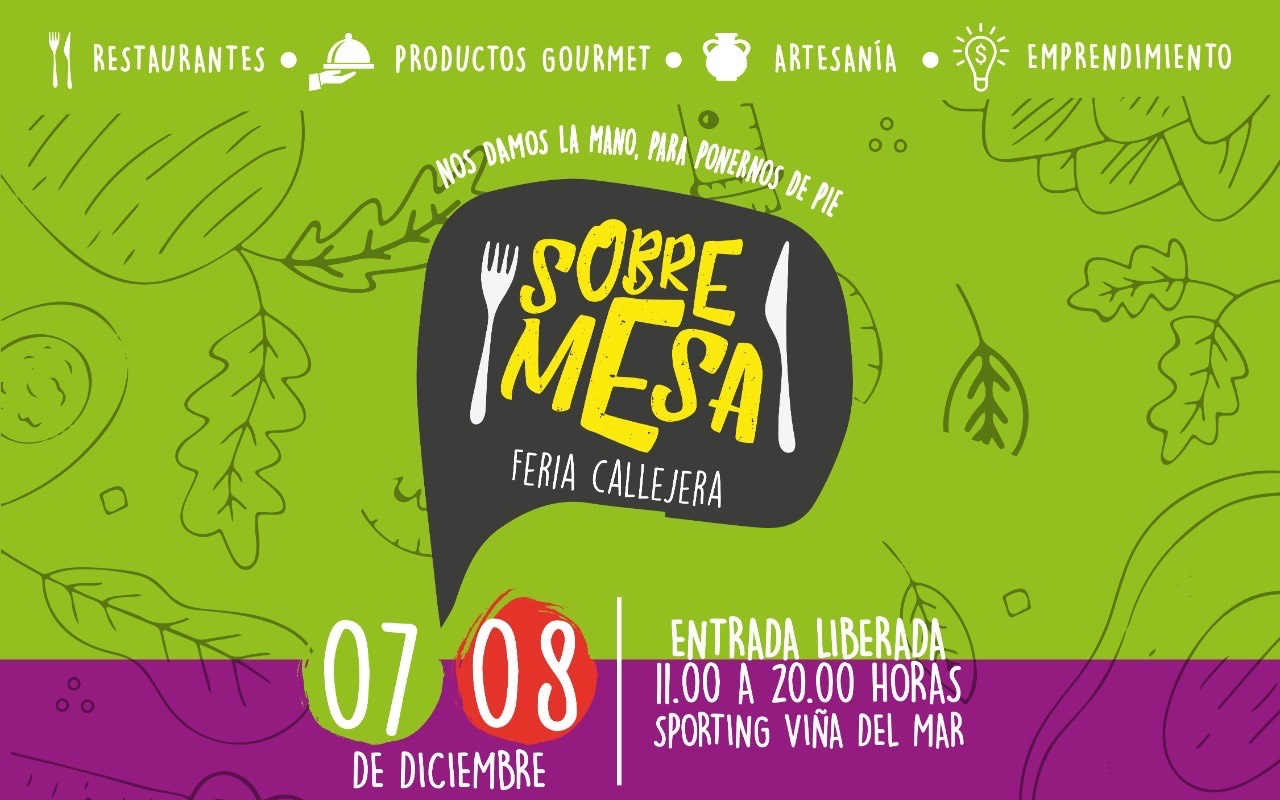 RESTAURANTES • PRODUCTOS GOURMET • ARTESANÍA • EMPRENDIMIENTO
NOS DAMOS LA MANO, PARA PONERNOS DE PIE
SOBRE
MESA
FERIA CALLEJERA
07 08
DE DICIEMBRE
ENTRADA LIBERADA
11.00 A 20.00 HORAS
SPORTING VIÑA DEL MAR